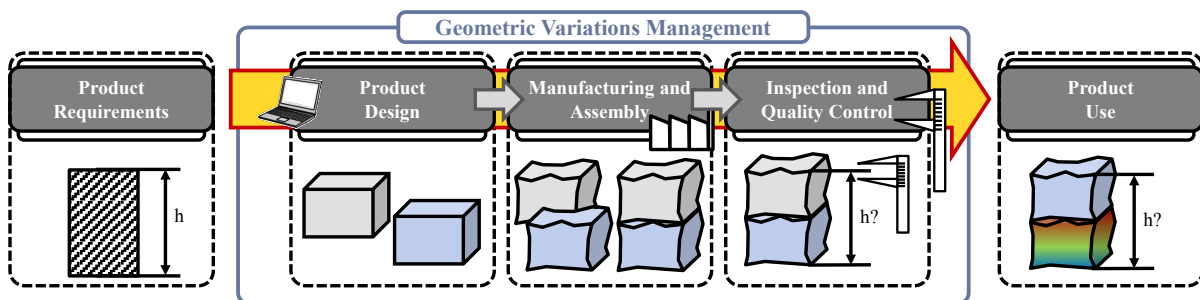 Geometric Variations Management
Product
Requirements
Product
Design
Manufacturing and
Assembly
Inspection and
Quality Control
Product
Use
h
h?
h?